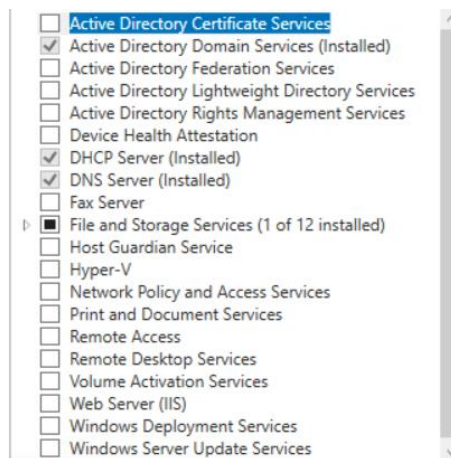 Active Directory Certificate Services
Active Directory Domain Services (Installed)
Active Directory Federation Services
Active Directory Lightweight Directory Services
Active Directory Rights Management Services
Device Health Attestation
DHCP Server (Installed)
DNS Server (Installed)
Fax Server
File and Storage Services (1 of 12 installed)
Host Guardian Service
Hyper-V
Network Policy and Access Services
Print and Document Services
Remote Access
Remote Desktop Services
Volume Activation Services
Web Server (IIS)
Windows Deployment Services
Windows Server Update Services